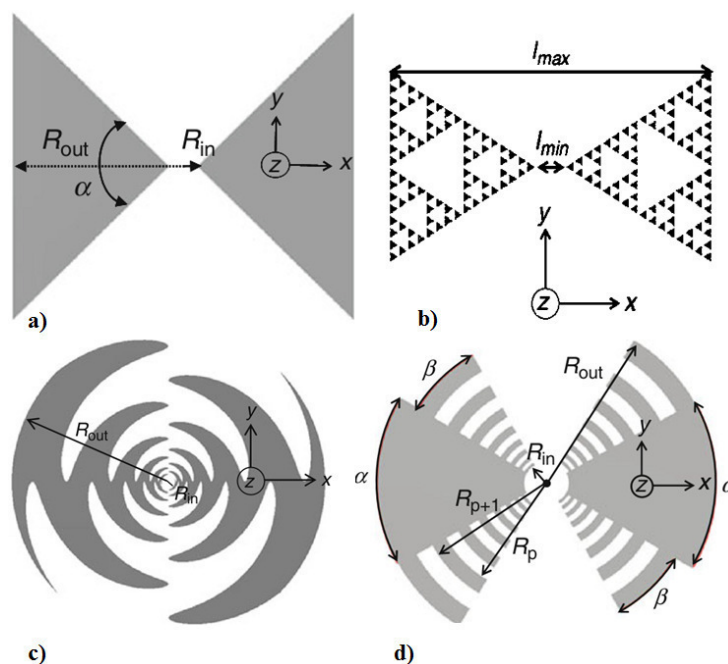 R_out
R_in
α
y
z
x
a)
l_max
l_min
y
z
x
b)
R_out
R_in
y
z
x
c)
β
R_out
R_in
α
y
z
x
α
R_p+1
R_p
β
d)